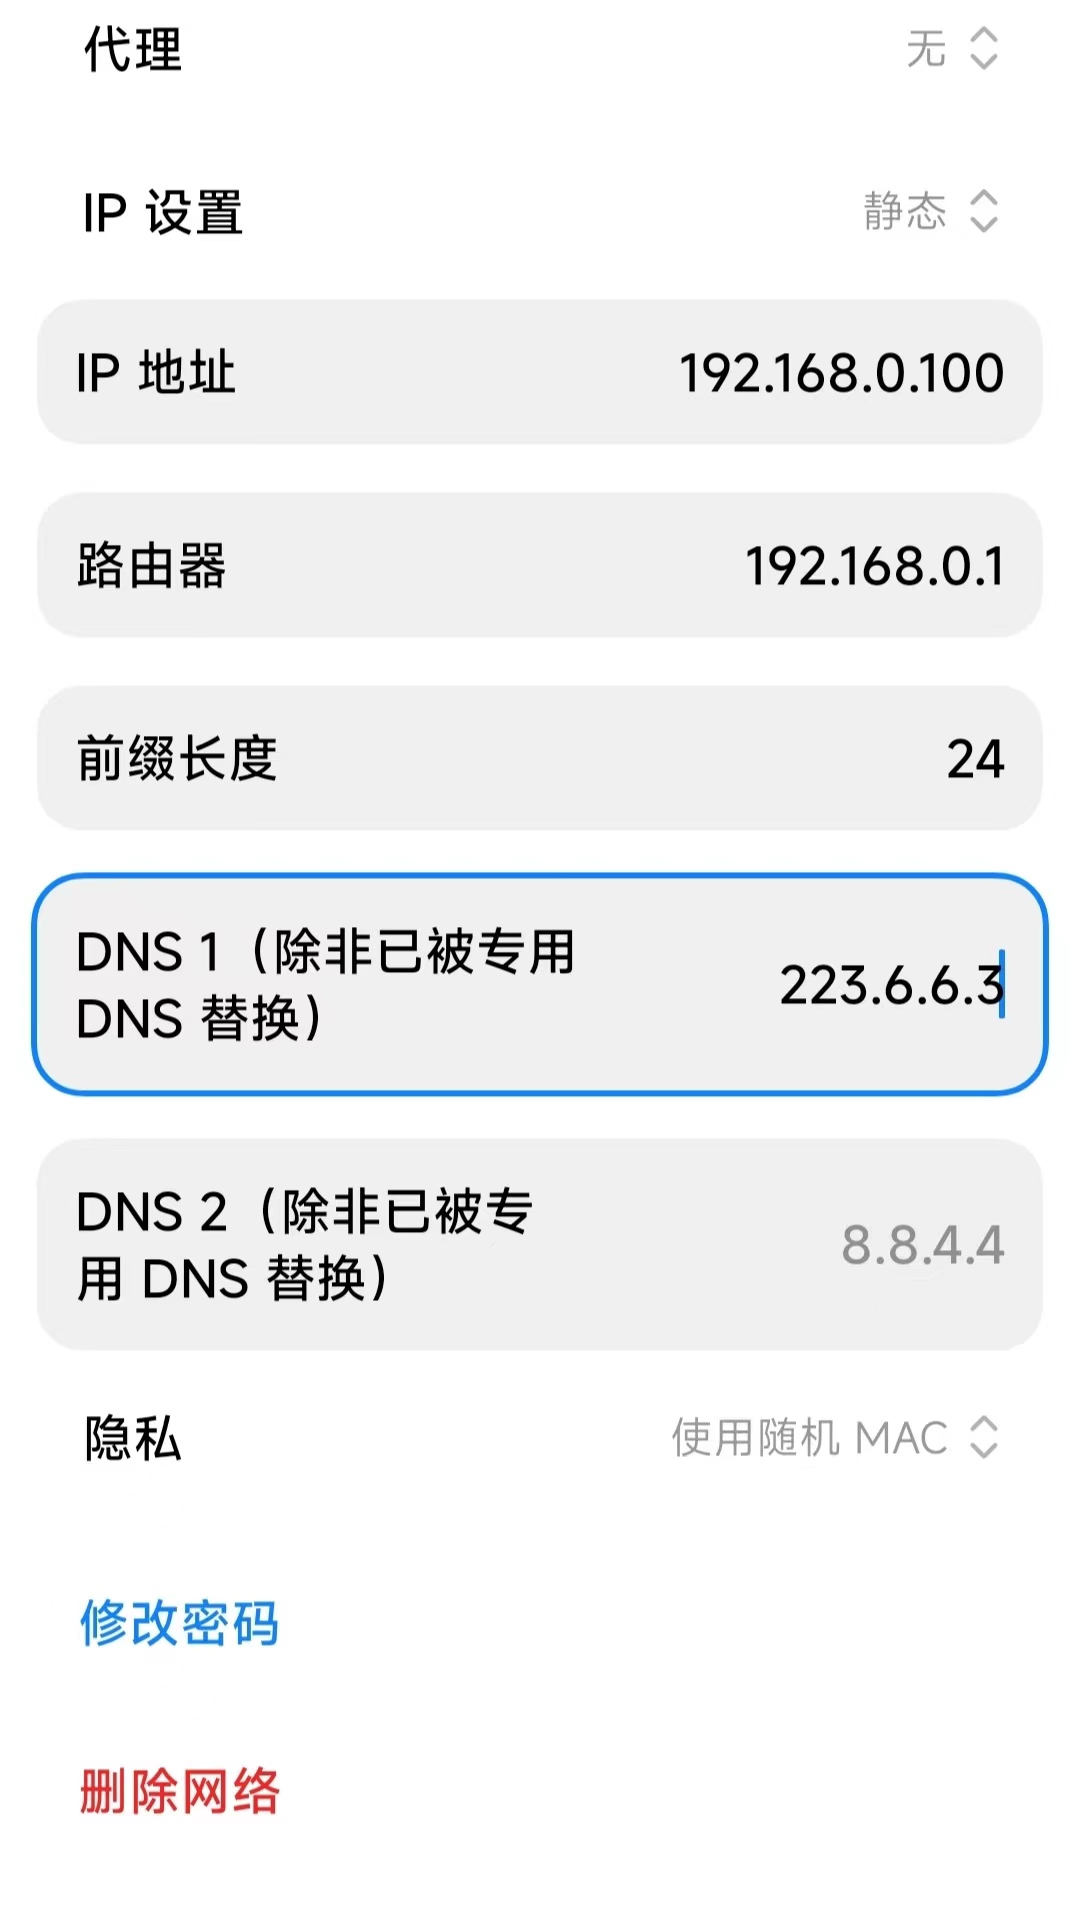 代理 无
IP 设置 静态
IP 地址 192.168.0.100
路由器 192.168.0.1
前缀长度 24
DNS 1（除非已被专用
DNS 替换） 223.6.6.3
DNS 2（除非已被专
用 DNS 替换） 8.8.4.4
隐私 使用随机 MAC
修改密码
删除网络